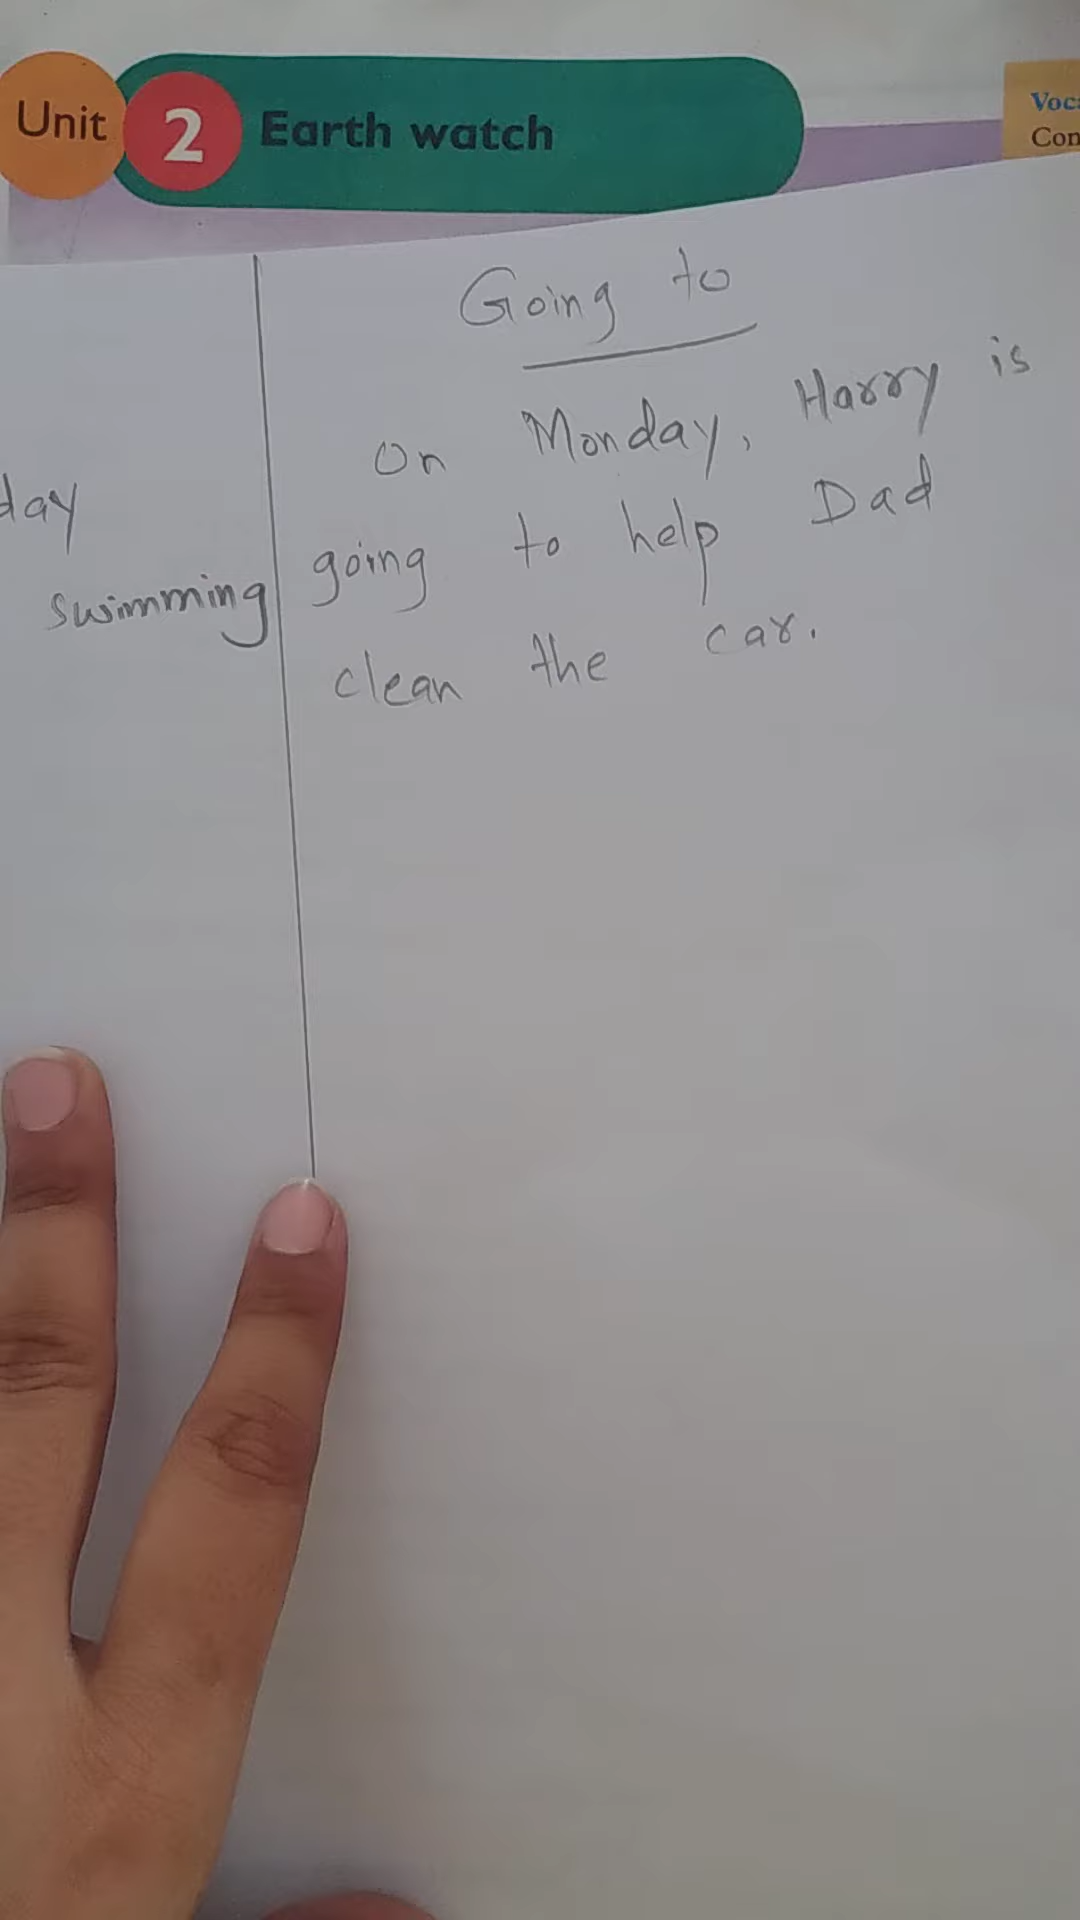 Unit 2 Earth watch
Con
Going to
On Monday, Harry is
day
going to help Dad
swimming
clean the car.